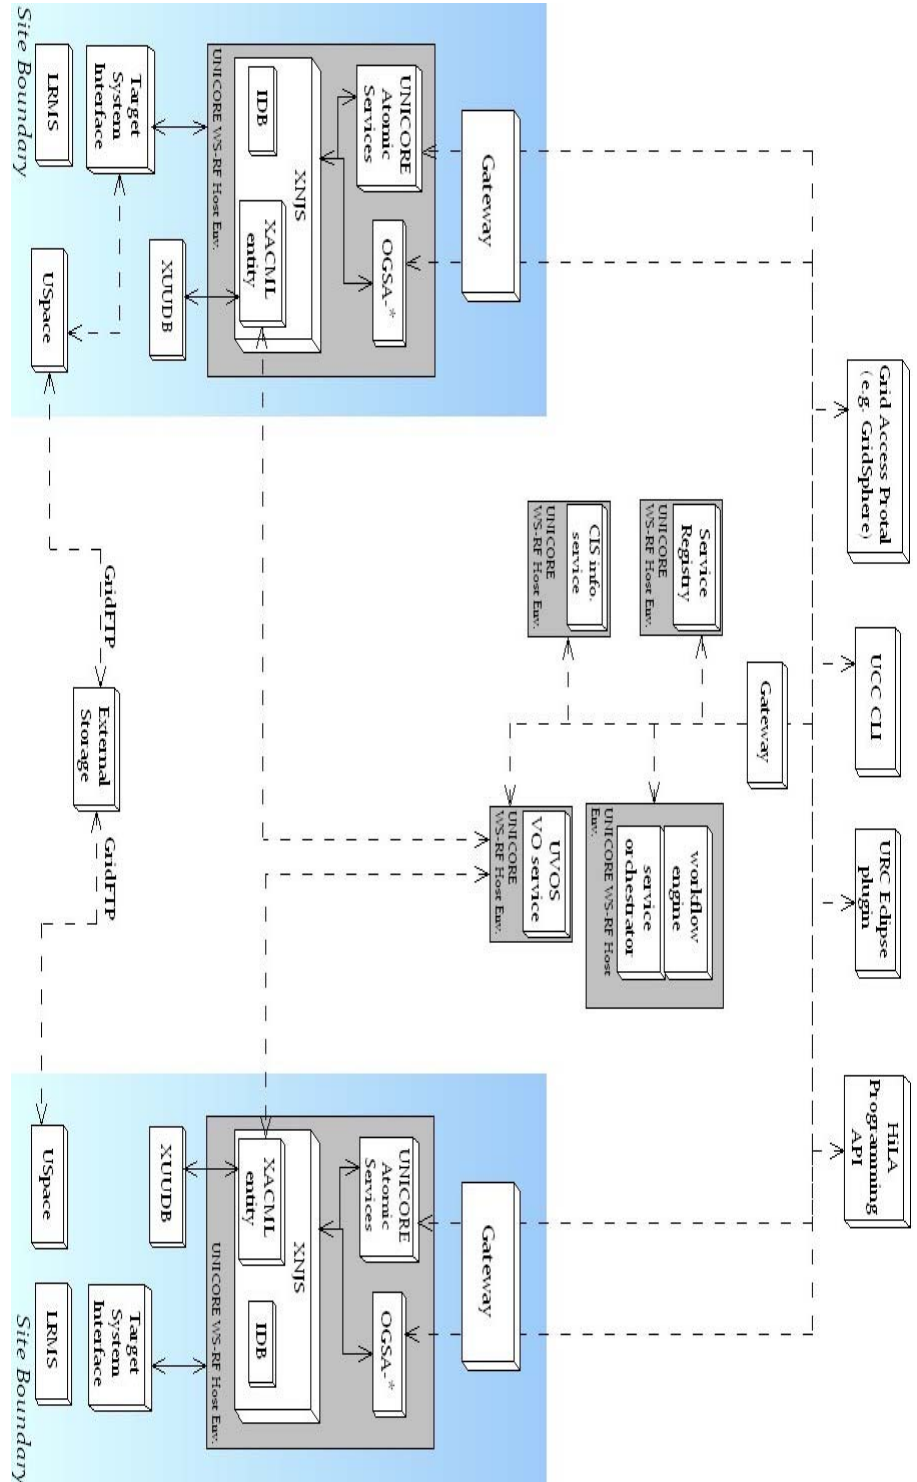 Grid Access Protal
(e.g. GridSphere)
UCC CLI
URC Eclipse
plugin
HiLA
Programming
API
Gateway
Gateway
Gateway
Service
Registry
UNICORE
WS-RF Host Env.
CIS info.
service
UNICORE
WS-RF Host Env.
workflow
engine
service
orchestrator
UNICORE WS-RF Host
Env.
UVOS
VO service
UNICORE
WS-RF Host Env.
UNICORE
Atomic
Services
OGSA-*
XNJS
IDB
XACML
entity
UNICORE WS-RF Host Env.
Target
System
Interface
XUUDB
LRMS
USpace
Site Boundary
GridFTP
External
Storage
GridFTP
UNICORE
Atomic
Services
OGSA-*
XNJS
XACML
entity
IDB
UNICORE WS-RF Host Env.
XUUDB
Target
System
Interface
USpace
LRMS
Site Boundary